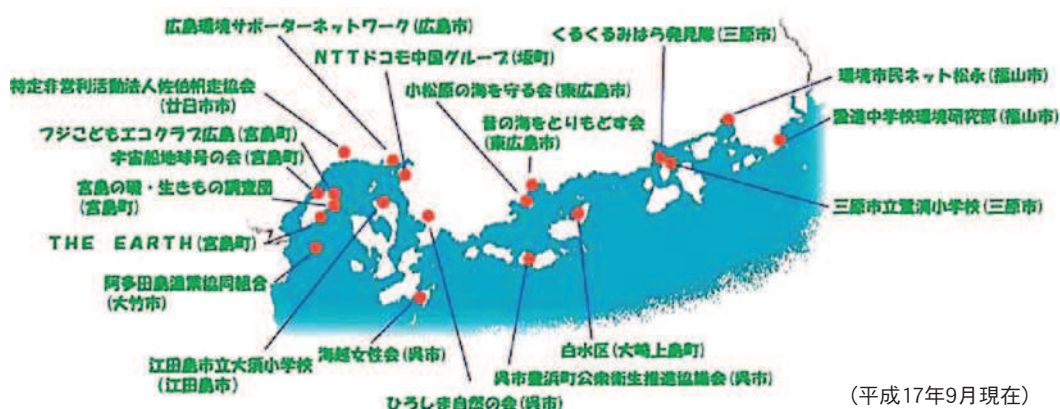 広島環境サポーターネットワーク(広島市)
NTTドコモ中国グループ(坂町)
くるくるみはら発見隊(三原市)
特定非営利活動法人佐伯帆走協会
(廿日市市)
小松原の海を守る会(東広島市)
環境市民ネット松永(福山市)
昔の海をとりもどす会
(東広島市)
フジこどもエコクラブ広島(宮島町)
盈進中学校環境研究部(福山市)
宇宙船地球号の会(宮島町)
宮島の磯・生きもの調査団
(宮島町)
三原市立鷺浦小学校(三原市)
THE EARTH(宮島町)
阿多田島漁業協同組合
(大竹市)
江田島市立大須小学校
(江田島市)
海越女性会(呉市)
白水区(大崎上島町)
呉市豊浜町公衆衛生推進協議会(呉市)
ひろしま自然の会(呉市)
(平成17年9月現在)